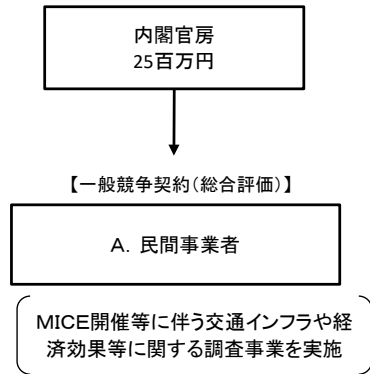 内閣官房
25百万円
【一般競争契約(総合評価)】
A. 民間事業者
MICE開催等に伴う交通インフラや経
済効果等に関する調査事業を実施